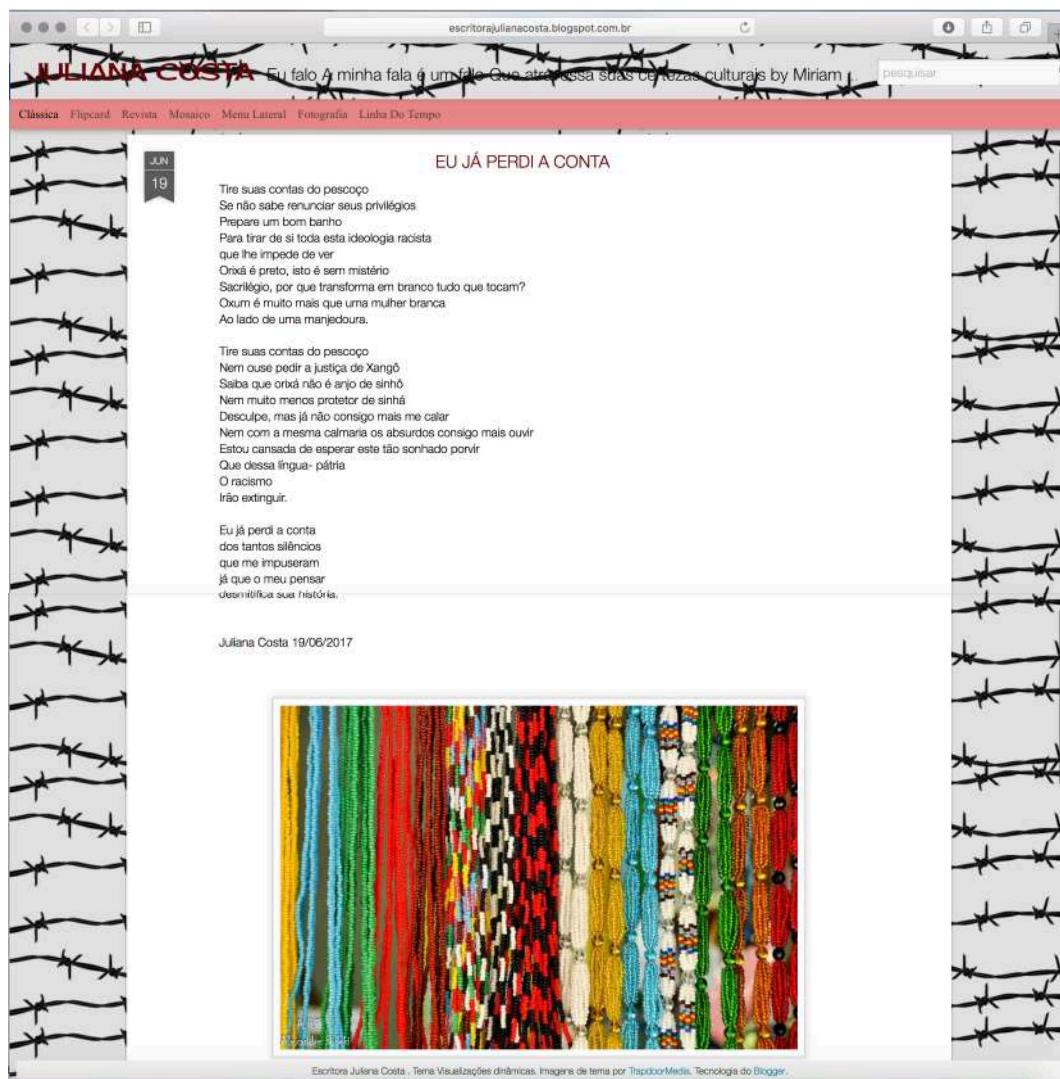 escritorajulianacosta.blogspot.com.br
JULIANA COSTA Eu falo A minha fala é um falo Que atravessa suas certezas culturais by Miriam
pesquisar
Clássica Flipcard Revista Mosaico Menu Lateral Fotografia Linha Do Tempo
JUN
19
EU JÁ PERDI A CONTA
Tire suas contas do pescoço
Se não sabe renunciar seus privilégios
Prepare um bom banho
Para tirar de si toda esta ideologia racista
que lhe impede de ver
Orixá é preto, isto é sem mistério
Sacrilégio, por que transforma em branco tudo que tocam?
Oxum é muito mais que uma mulher branca
Ao lado de uma manjedoura.
Tire suas contas do pescoço
Nem ouse pedir a justiça de Xangô
Saiba que orixá não é anjo de sinhô
Nem muito menos protetor de sinhá
Desculpe, mas já não consigo mais me calar
Nem com a mesma calmaria os absurdos consigo mais ouvir
Estou cansada de esperar este tão sonhado porvir
Que dessa língua- pátria
O racismo
Irão extinguir.
Eu já perdi a conta
dos tantos silêncios
que me impuseram
já que o meu pensar
desmitifica sua história.
Juliana Costa 19/06/2017
Escritora Juliana Costa . Tema Visualizações dinâmicas. Imagens de tema por TrapdoorMedia. Tecnologia do Blogger.